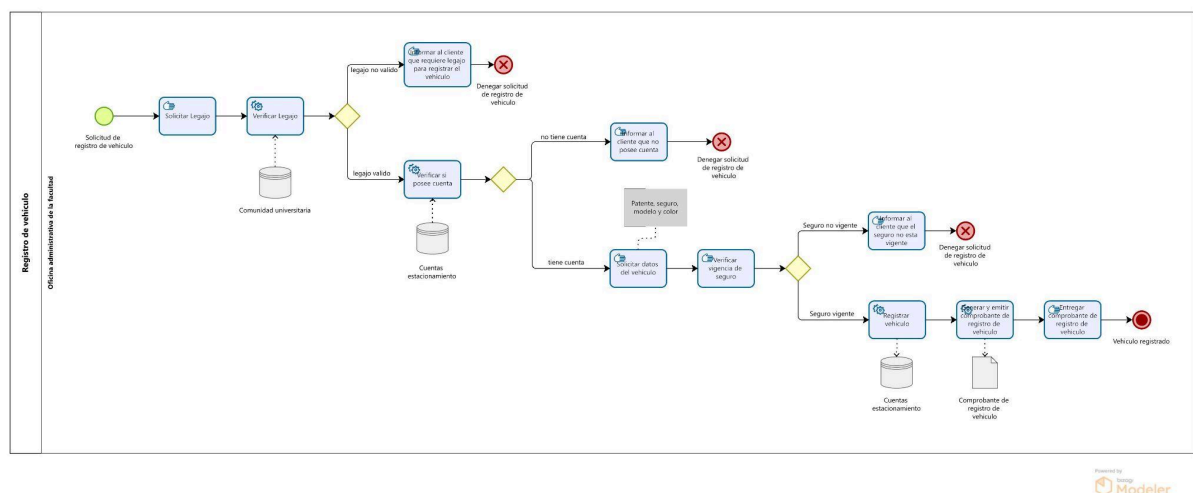 Registro de vehículo
Oficina administrativa de la facultad
Solicitud de
registro de vehiculo
Solicitar Legajo
Verificar Legajo
Comunidad universitaria
legajo no valido
Informar al cliente
que requiere legajo
para registrar el
vehiculo
Denegar solicitud
de registro de
vehiculo
legajo valido
Verificar si
posee cuenta
Cuentas
estacionamiento
no tiene cuenta
Informar al
cliente que no
posee cuenta
Denegar solicitud
de registro de
vehiculo
Patente, seguro,
modelo y color
tiene cuenta
Solicitar datos
del vehiculo
Verificar
vigencia de
seguro
Seguro no vigente
Informar al
cliente que el
seguro no esta
vigente
Denegar solicitud
de registro de
vehiculo
Seguro vigente
Registrar
vehiculo
Cuentas
estacionamiento
Generar y emitir
comprobante de
registro de
vehiculo
Comprobante de
registro de
vehiculo
Entregar
comprobante de
registro de
vehiculo
Vehiculo registrado
Powered by
bizagi
Modeler